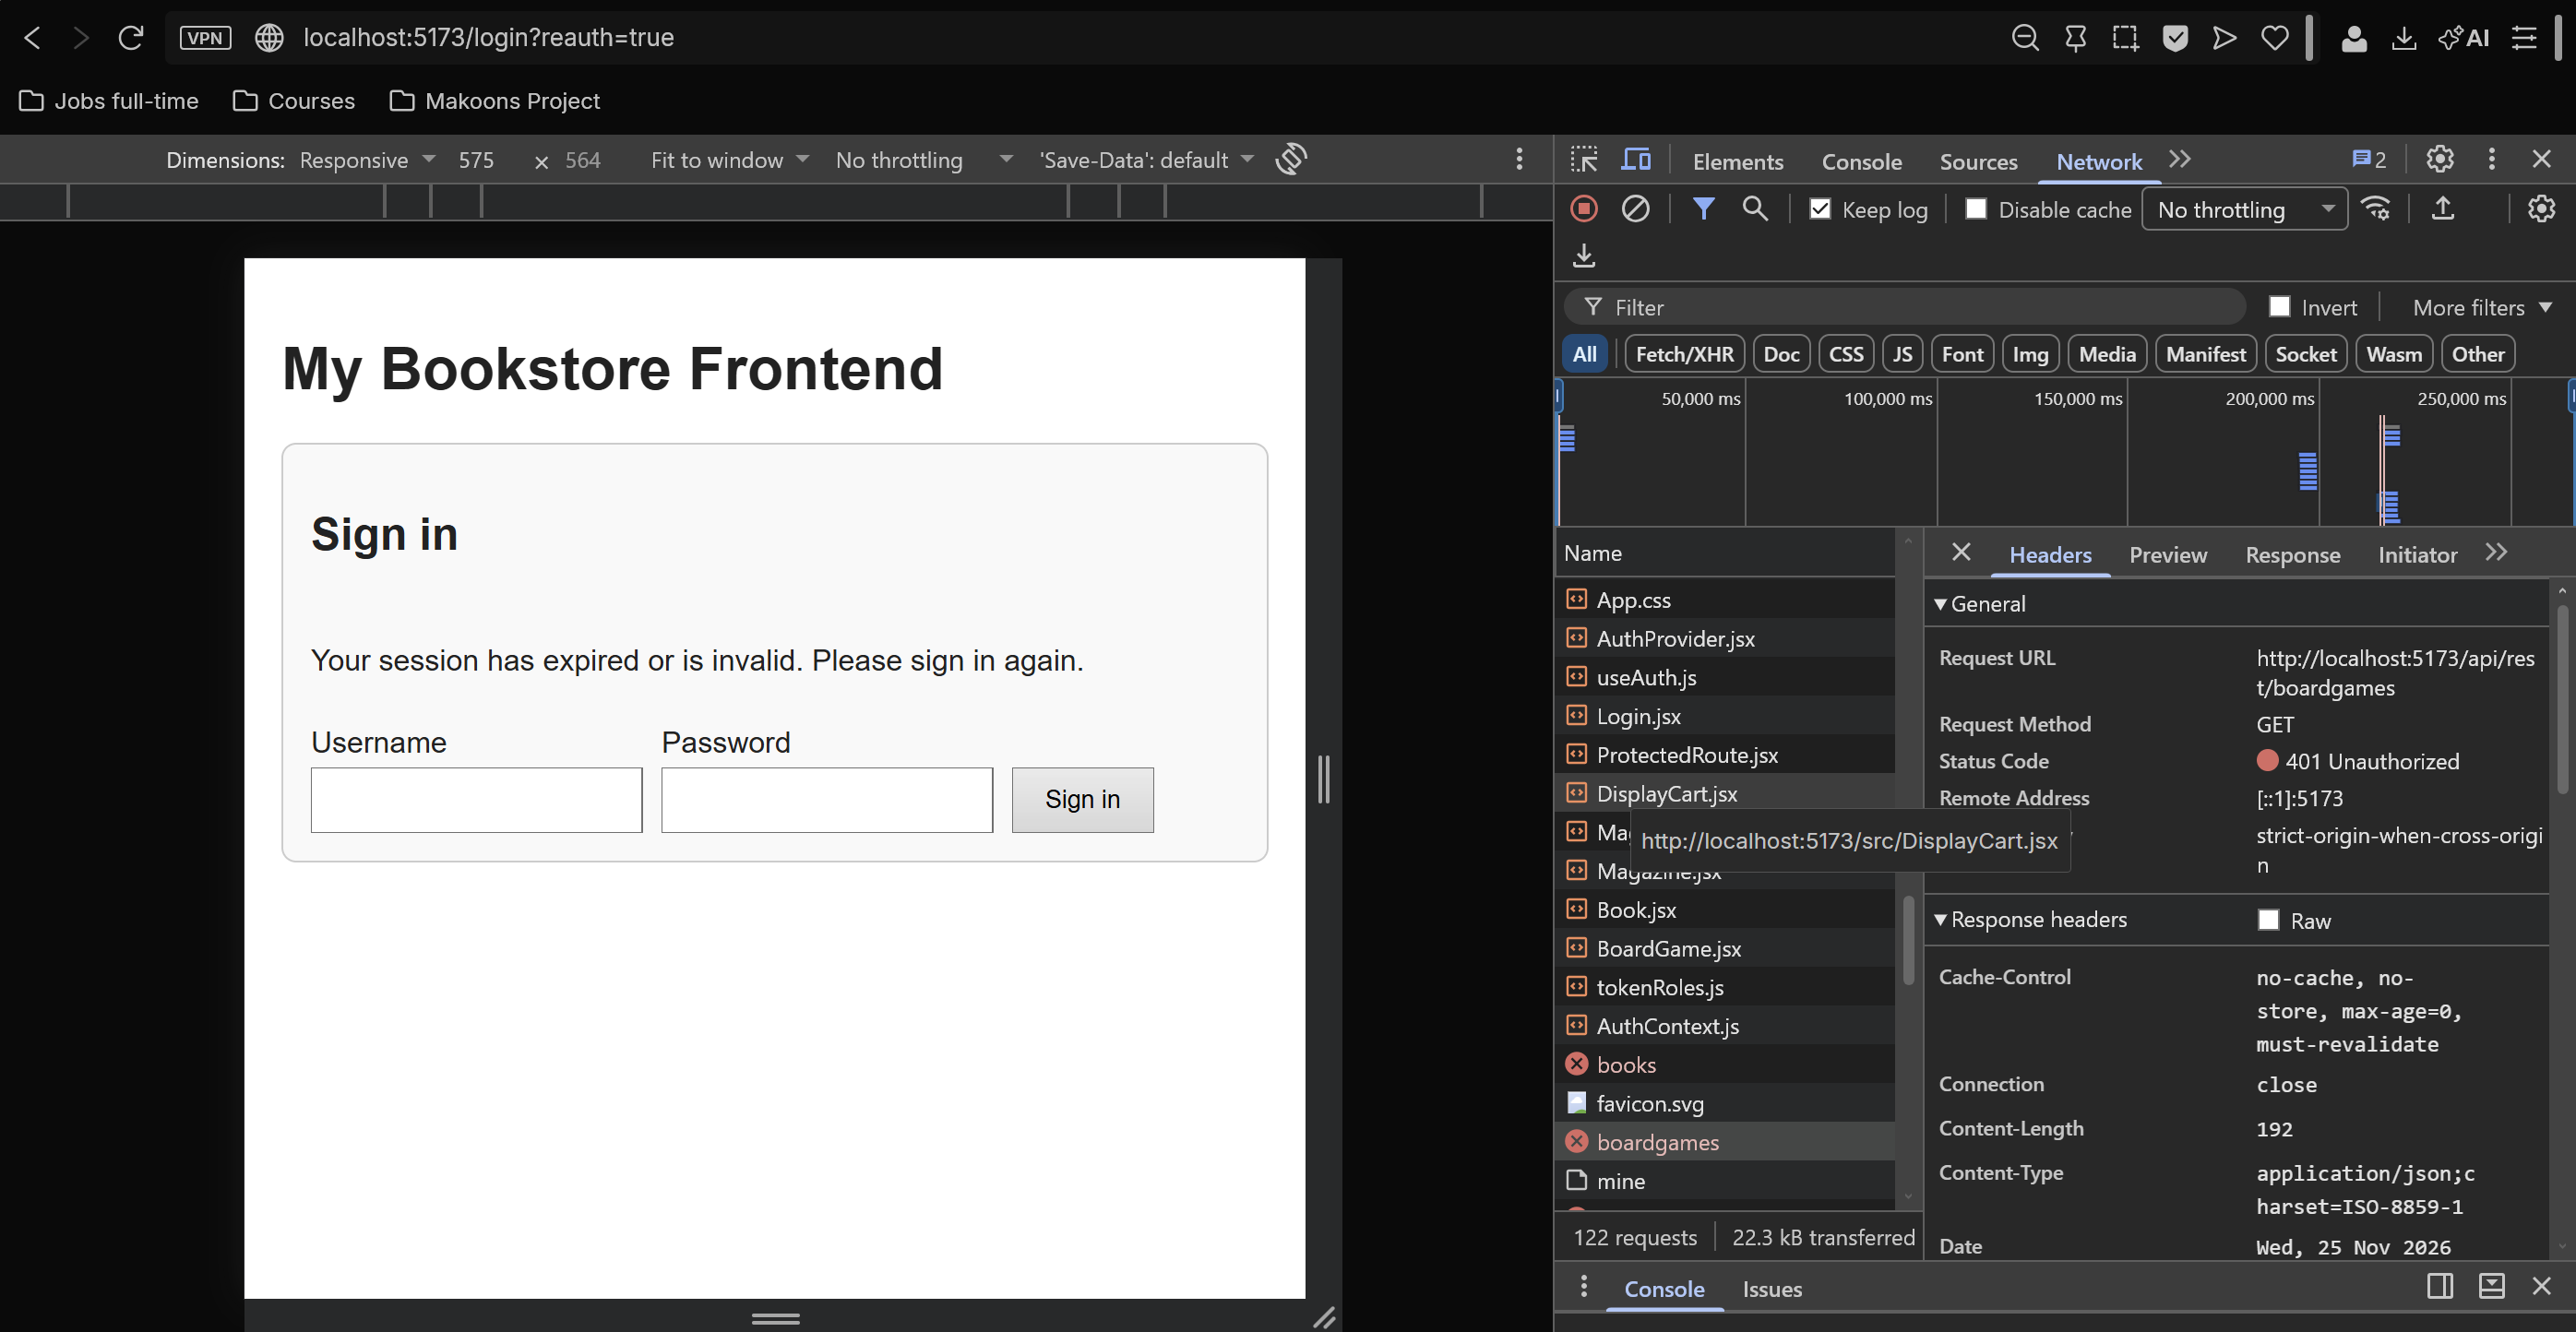 VPN localhost:5173/login?reauth=true AI
Jobs full-time Courses Makoons Project
Dimensions: Responsive 575 × 564 Fit to window No throttling 'Save-Data': default
Elements Console Sources Network 2
Keep log Disable cache No throttling
Filter Invert More filters
All Fetch/XHR Doc CSS JS Font Img Media Manifest Socket Wasm Other
50,000 ms 100,000 ms 150,000 ms 200,000 ms 250,000 ms
My Bookstore Frontend
Sign in
Your session has expired or is invalid. Please sign in again.
Username Password
Sign in
Name
App.css
AuthProvider.jsx
useAuth.js
Login.jsx
ProtectedRoute.jsx
DisplayCart.jsx
http://localhost:5173/src/DisplayCart.jsx
Magazine.jsx
Book.jsx
BoardGame.jsx
tokenRoles.js
AuthContext.js
books
favicon.svg
boardgames
mine
122 requests 22.3 kB transferred
Headers Preview Response Initiator
General
Request URL http://localhost:5173/api/res
t/boardgames
Request Method GET
Status Code 401 Unauthorized
Remote Address [::1]:5173
strict-origin-when-cross-origi
n
Response headers Raw
Cache-Control no-cache, no-
store, max-age=0,
must-revalidate
Connection close
Content-Length 192
Content-Type application/json;c
harset=ISO-8859-1
Date Wed, 25 Nov 2026
Console Issues